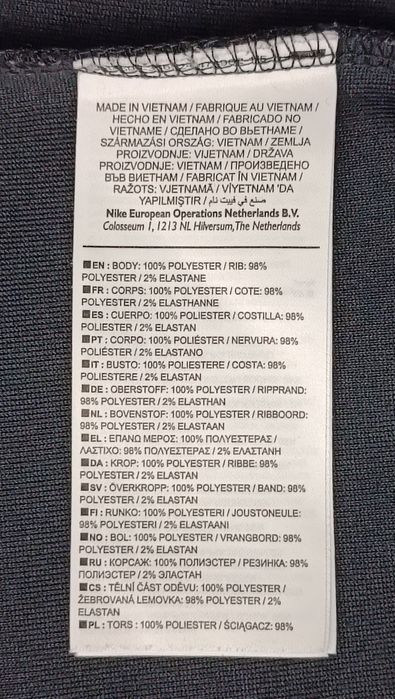 MADE IN VIETNAM / FABRIQUE AU VIETNAM /
HECHO EN VIETNAM / FABRICADO NO
VIETNAME / СДЕЛАНО ВО ВЬЕТНАМЕ /
SZÁRMAZÁSI ORSZÁG: VIETNAM / ZEMLJA
PROIZVODNJE: VIJETNAM / DRŽAVA
PROIZVODNJE: VIETNAM / ПРОИЗВЕДЕНО
ВЪВ ВИЕТНАМ / FABRICAT ÎN VIETNAM /
RAŽOTS: VJETNAMĀ / VİYETNAM 'DA
YAPILMIŞTIR / صنع في فييت نام
Nike European Operations Netherlands B.V.
Colosseum 1, 1213 NL Hilversum, The Netherlands
EN : BODY: 100% POLYESTER / RIB: 98%
POLYESTER / 2% ELASTANE
FR : CORPS: 100% POLYESTER / COTE: 98%
POLYESTER / 2% ELASTHANNE
ES : CUERPO: 100% POLIESTER / COSTILLA: 98%
POLIESTER / 2% ELASTAN
PT : CORPO: 100% POLIÉSTER / NERVURA: 98%
POLIÉSTER / 2% ELASTANO
IT : BUSTO: 100% POLIESTERE / COSTA: 98%
POLIESTERE / 2% ELASTAN
DE : OBERSTOFF: 100% POLYESTER / RIPPRAND:
98% POLYESTER / 2% ELASTHAN
NL : BOVENSTOF: 100% POLYESTER / RIBBOORD:
98% POLYESTER / 2% ELASTAAN
EL : ΕΠΑΝΩ ΜΕΡΟΣ: 100% ΠΟΛΥΕΣΤΕΡΑΣ /
ΛΑΣΤΙΧΟ: 98% ΠΟΛΥΕΣΤΕΡΑΣ / 2% ΕΛΑΣΤΑΝΗ
DA : KROP: 100% POLYESTER / RIBBE: 98%
POLYESTER / 2% ELASTAN
SV : ÖVERKROPP: 100% POLYESTER / BAND: 98%
POLYESTER / 2% ELASTAN
FI : RUNKO: 100% POLYESTERI / JOUSTONEULE:
98% POLYESTERI / 2% ELASTAANI
NO : BOL: 100% POLYESTER / VRANGBORD: 98%
POLYESTER / 2% ELASTAN
RU : КОРСАЖ: 100% ПОЛИЭСТЕР / РЕЗИНКА: 98%
ПОЛИЭСТЕР / 2% ЭЛАСТАН
CS : TĚLNÍ ČÁST ODĚVU: 100% POLYESTER /
ŽEBROVANÁ LEMOVKA: 98% POLYESTER / 2%
ELASTAN
PL : TORS : 100% POLIESTER / ŚCIĄGACZ: 98%